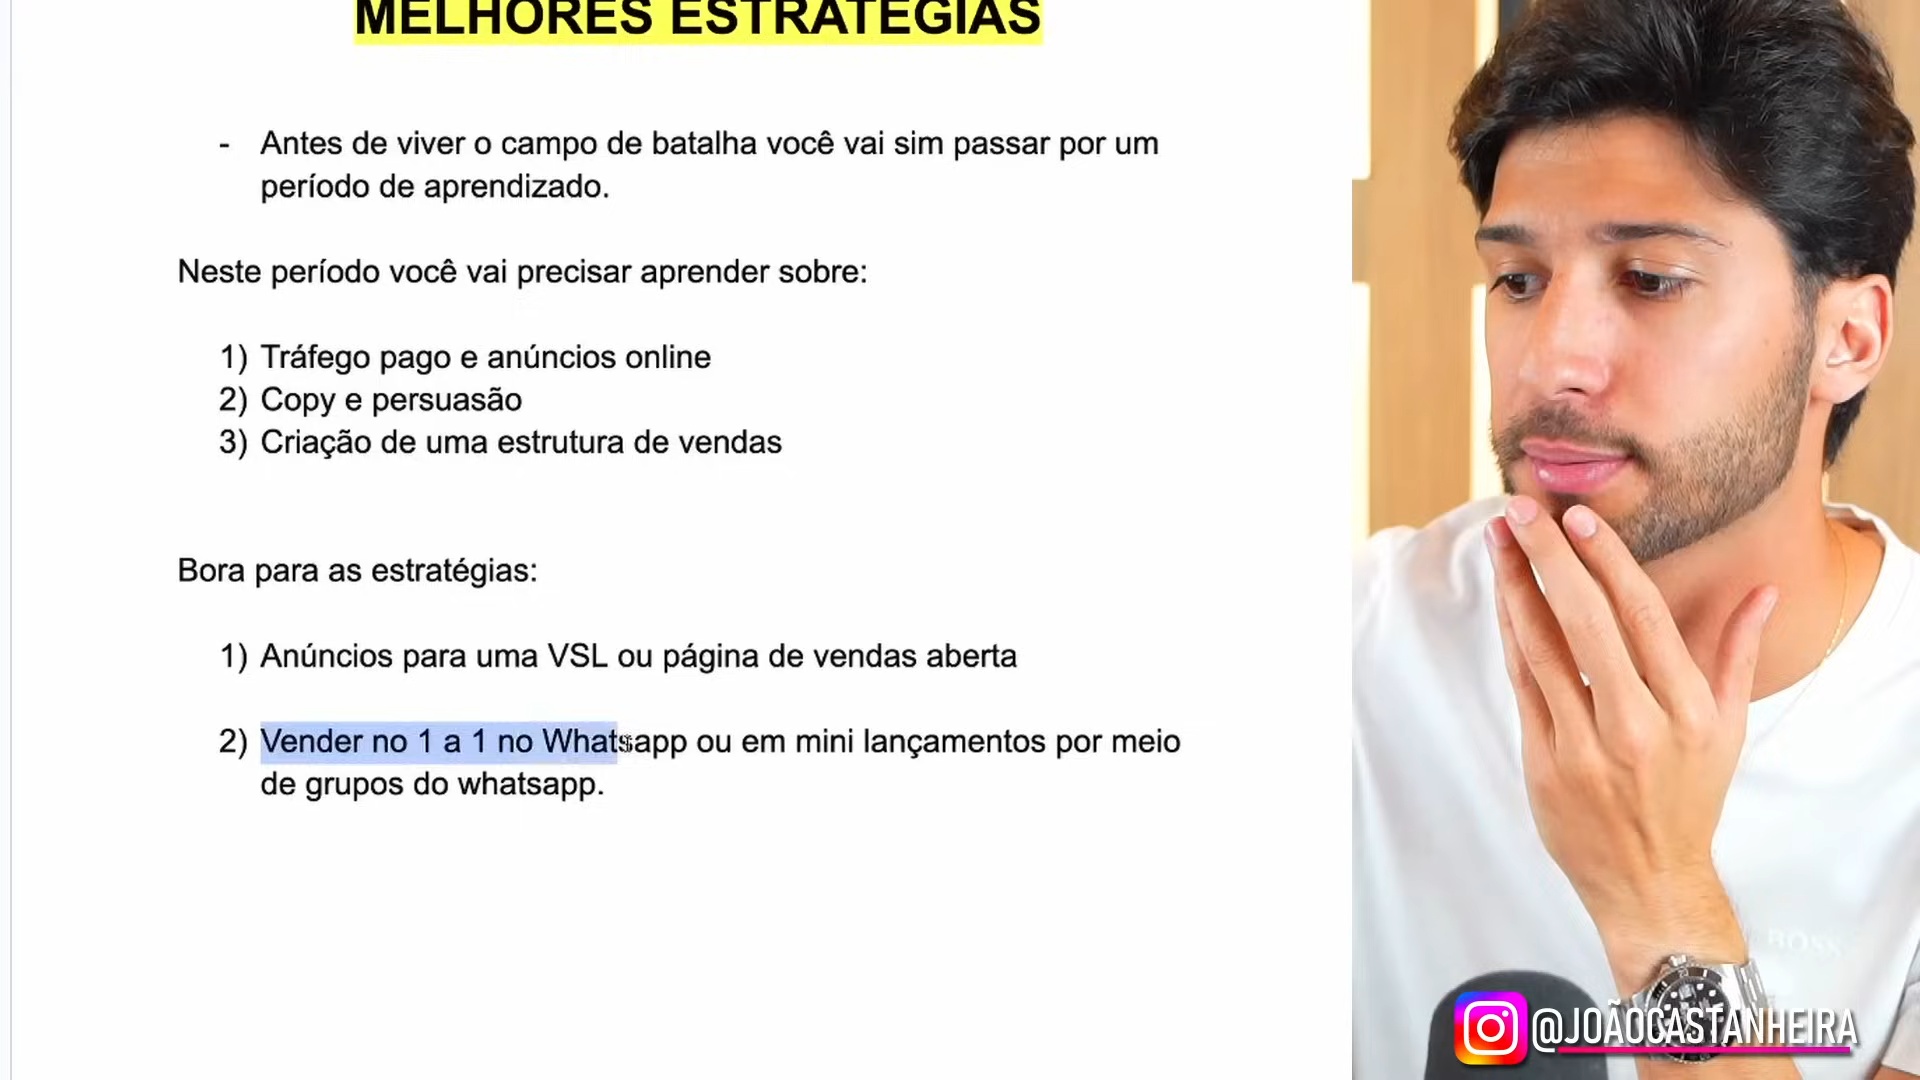 MELHORES ESTRATÉGIAS
- Antes de viver o campo de batalha você vai sim passar por um
período de aprendizado.
Neste período você vai precisar aprender sobre:
1) Tráfego pago e anúncios online
2) Copy e persuasão
3) Criação de uma estrutura de vendas
Bora para as estratégias:
1) Anúncios para uma VSL ou página de vendas aberta
2) Vender no 1 a 1 no Whatsapp ou em mini lançamentos por meio
de grupos do whatsapp.
BOSS
@JOÃOCASTANHEIRA